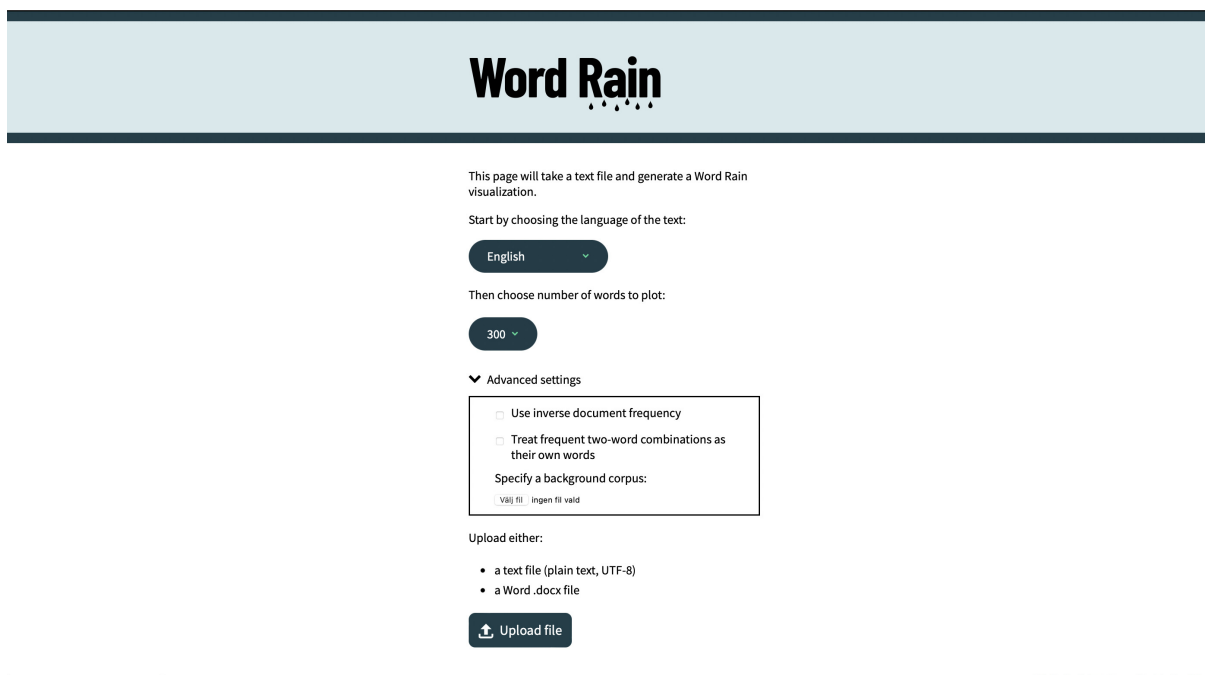 Word Rain
This page will take a text file and generate a Word Rain
visualization.
Start by choosing the language of the text:
English
Then choose number of words to plot:
300
Advanced settings
Use inverse document frequency
Treat frequent two-word combinations as
their own words
Specify a background corpus:
Välj fil ingen fil vald
Upload either:
• a text file (plain text, UTF-8)
• a Word .docx file
Upload file